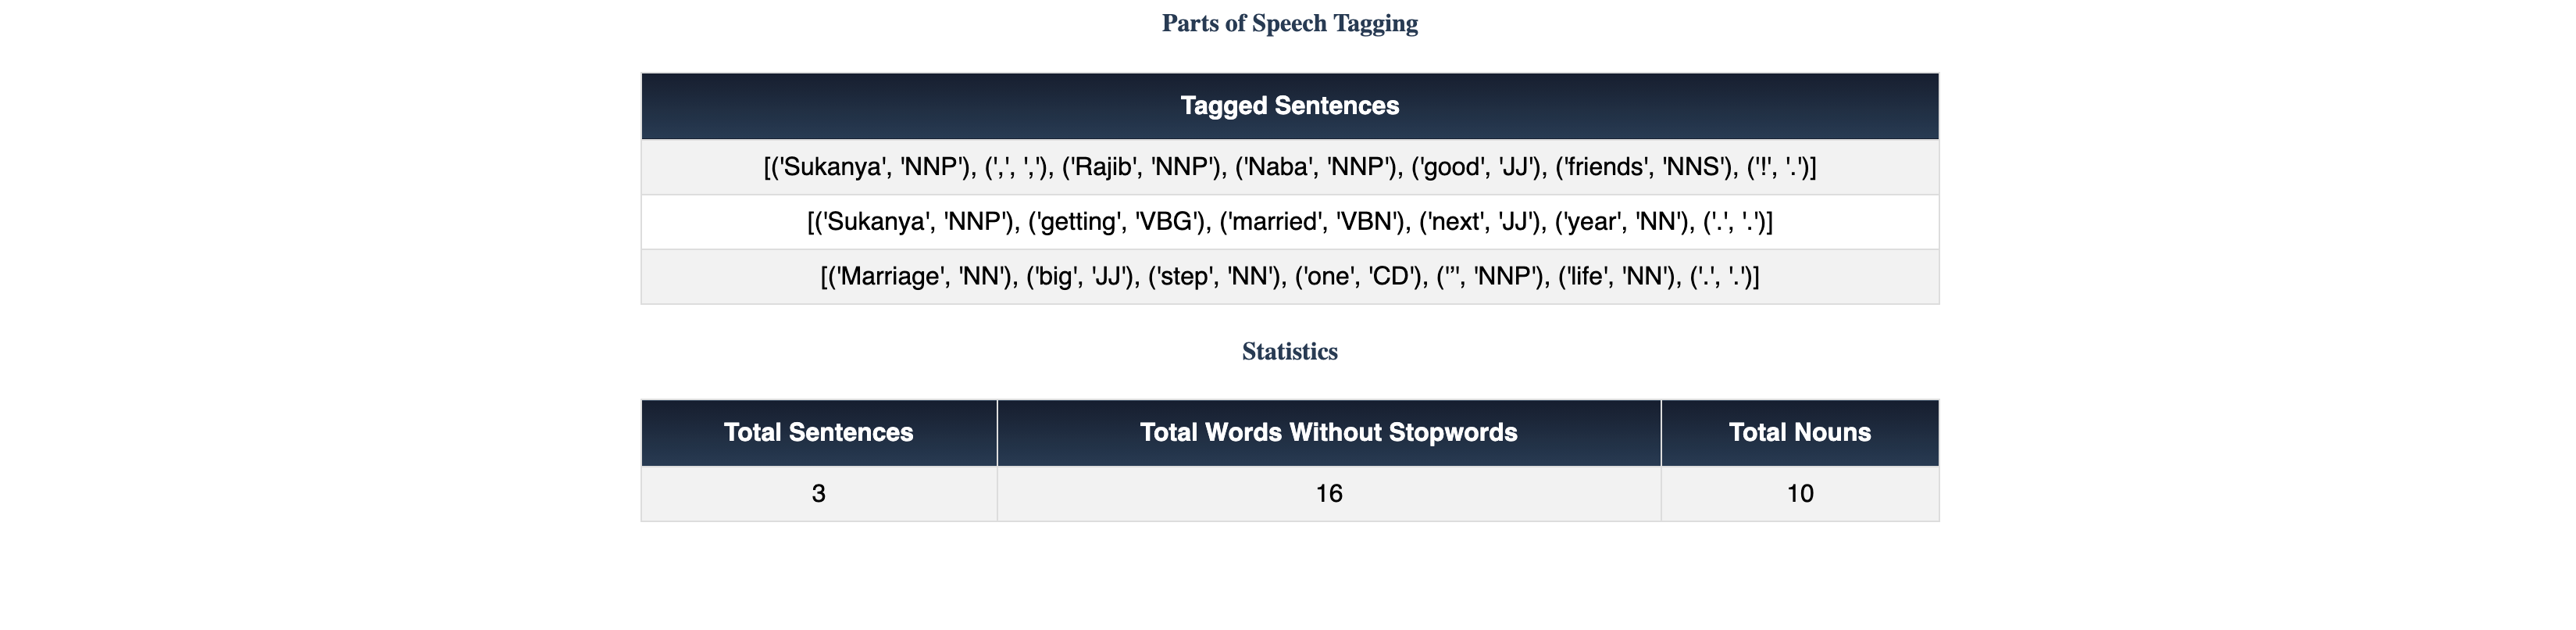 Parts of Speech Tagging
Tagged Sentences
[('Sukanya', 'NNP'), (',', ','), ('Rajib', 'NNP'), ('Naba', 'NNP'), ('good', 'JJ'), ('friends', 'NNS'), ('!', '.')]
[('Sukanya', 'NNP'), ('getting', 'VBG'), ('married', 'VBN'), ('next', 'JJ'), ('year', 'NN'), ('.', '.')]
[('Marriage', 'NN'), ('big', 'JJ'), ('step', 'NN'), ('one', 'CD'), ('’', 'NNP'), ('life', 'NN'), ('.', '.')]
Statistics
Total Sentences Total Words Without Stopwords Total Nouns
3 16 10